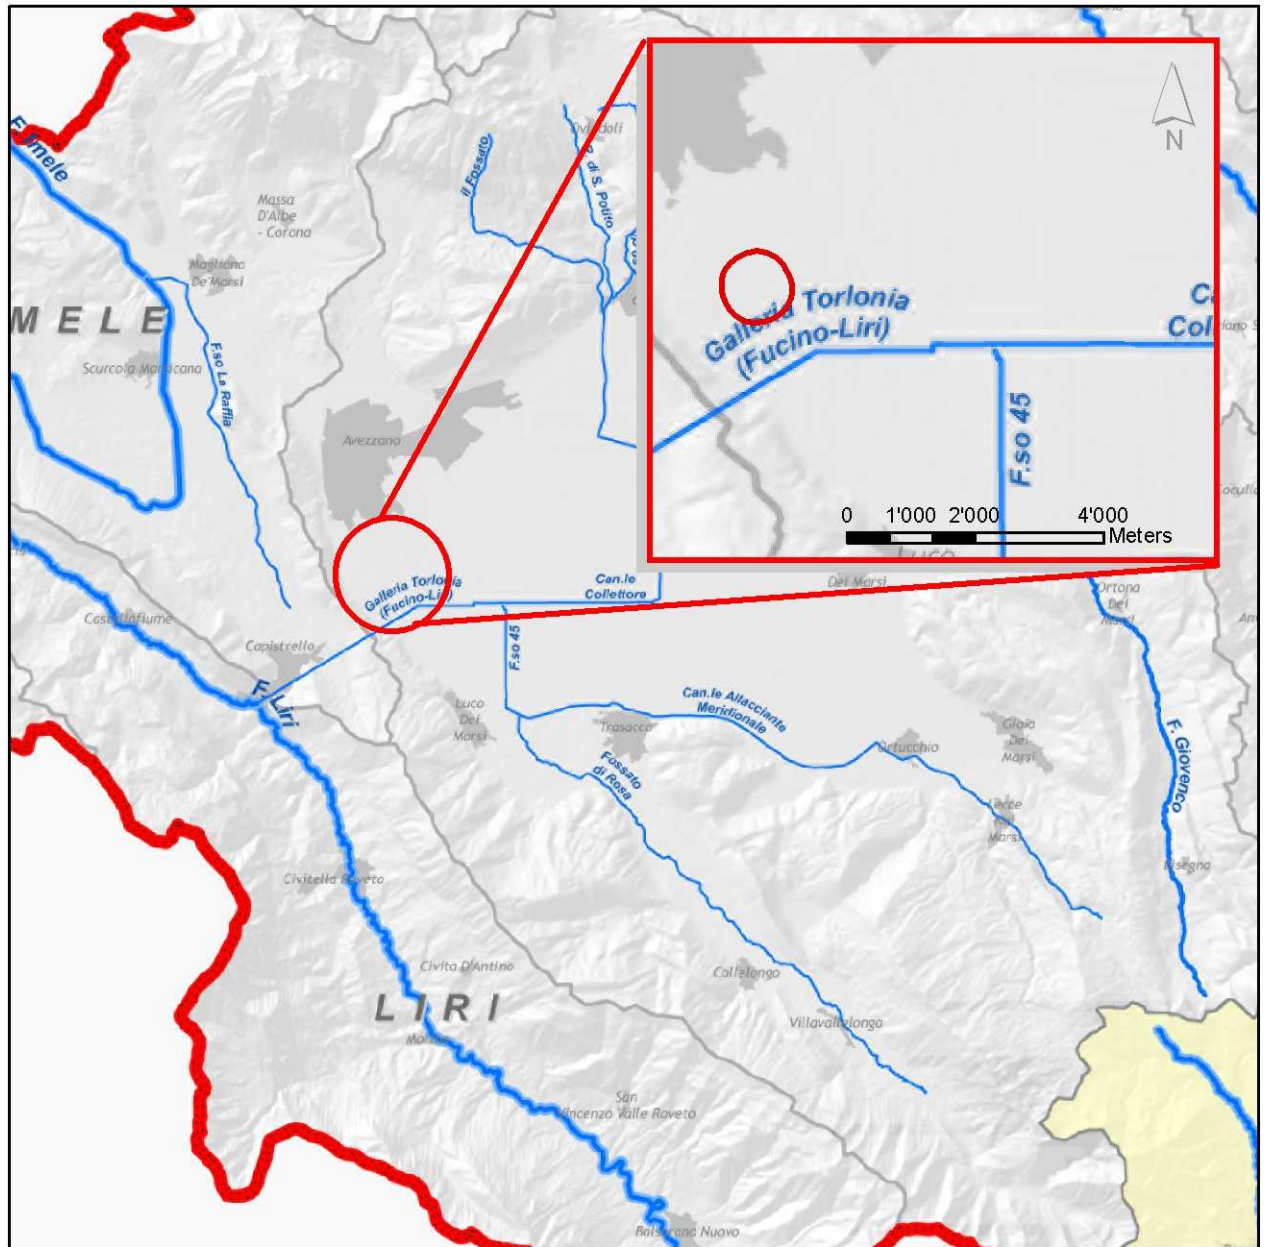 F. Imele
Massa
D'Albe
- Corona
Magliano
De'Marsi
Scurcola Marsicana
F.so La Raffia
il Fossato
Ovindoli
di S. Potito
Avezzano
Galleria Torlonia
(Fucino-Liri)
Can.le
Collettore
F.so 45
N
Galleria Torlonia
(Fucino-Liri)
F.so 45
0 1'000 2'000 4'000
Meters
Dei Marsi
Ortona
Dei
Marsi
Castellafiume
Capistrello
F. Liri
Luco
Dei
Marsi
Trasacco
Can.le Allacciante
Meridionale
Ortucchio
Gioia
Dei
Marsi
Lecce
Nei
Marsi
F. Giovenco
Bisegna
Fossato
di Rosa
Civitella Roveto
Civita D'Antino
LIRI
Collelongo
Villavallelonga
San
Vincenzo Valle Roveto
Balsorano Nuovo